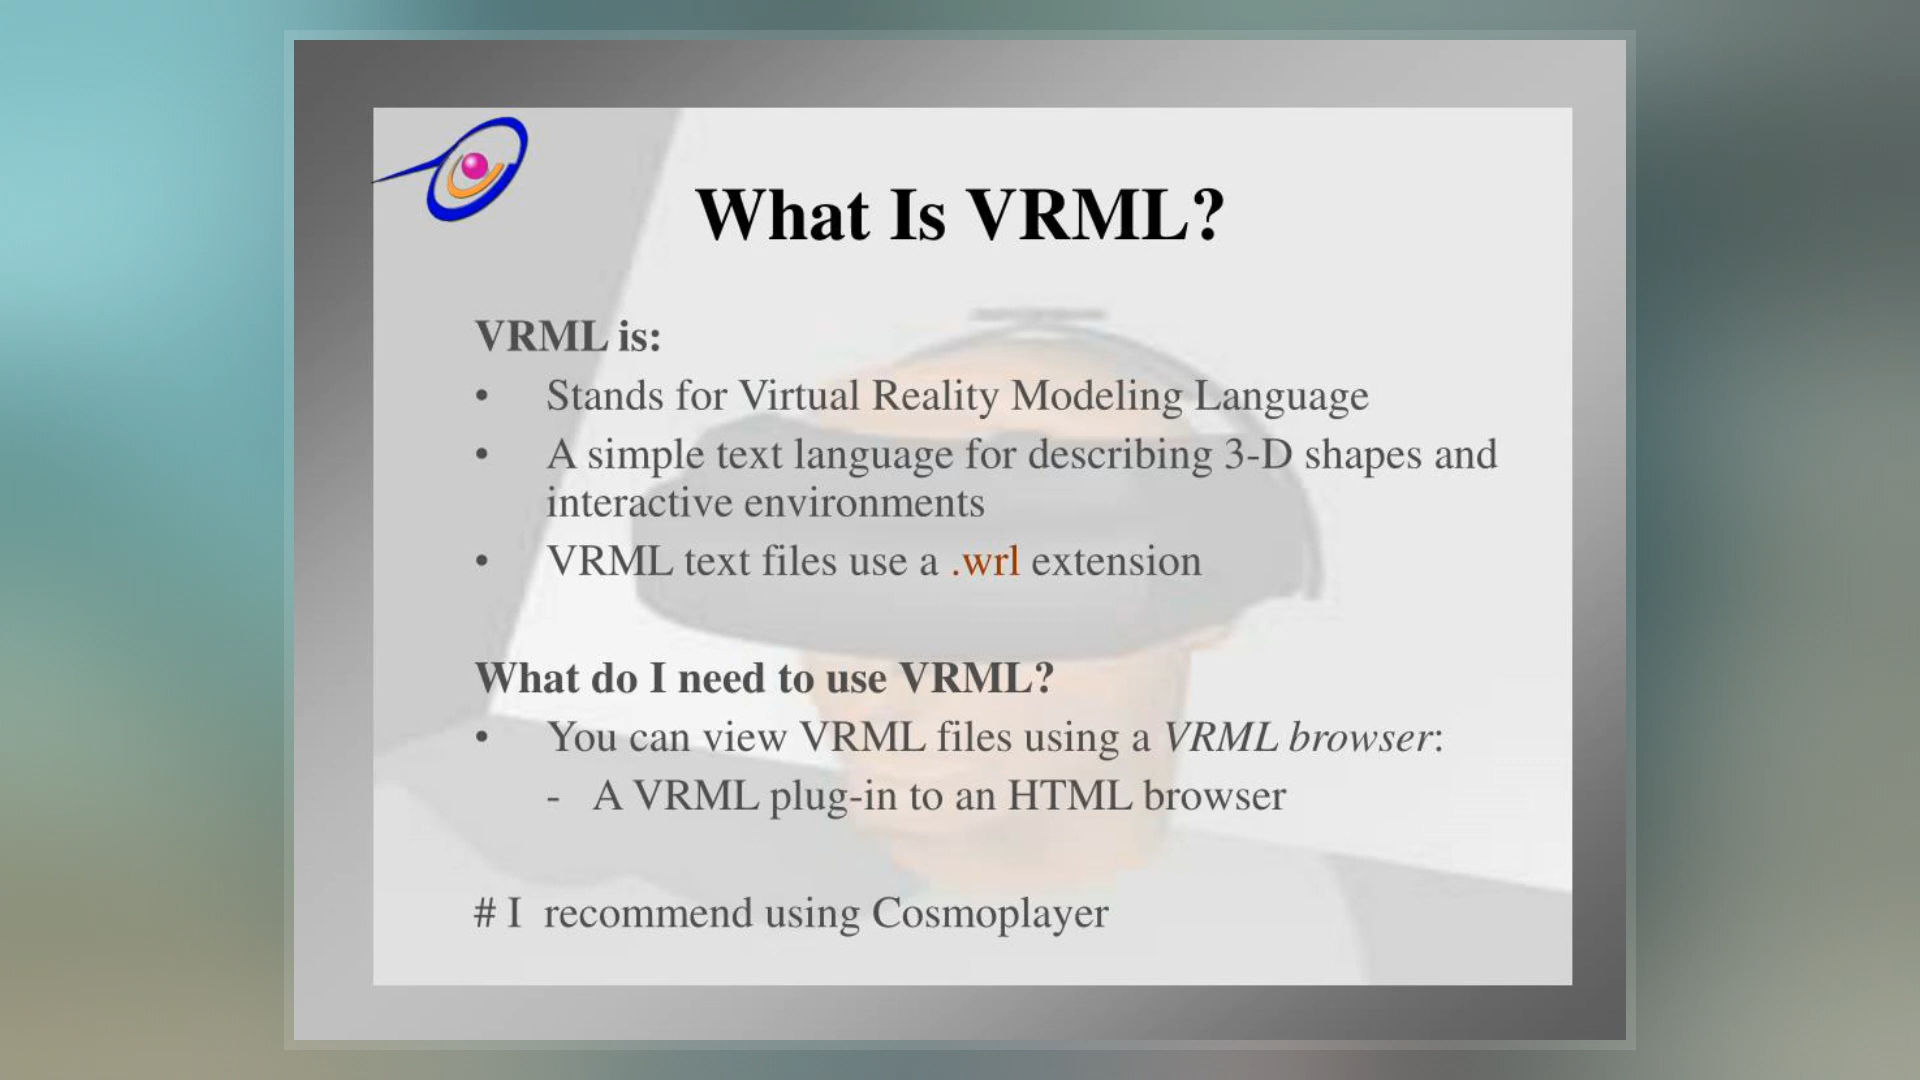 What Is VRML?
VRML is:
• Stands for Virtual Reality Modeling Language
• A simple text language for describing 3-D shapes and
interactive environments
• VRML text files use a .wrl extension
What do I need to use VRML?
• You can view VRML files using a VRML browser:
- A VRML plug-in to an HTML browser
# I recommend using Cosmoplayer